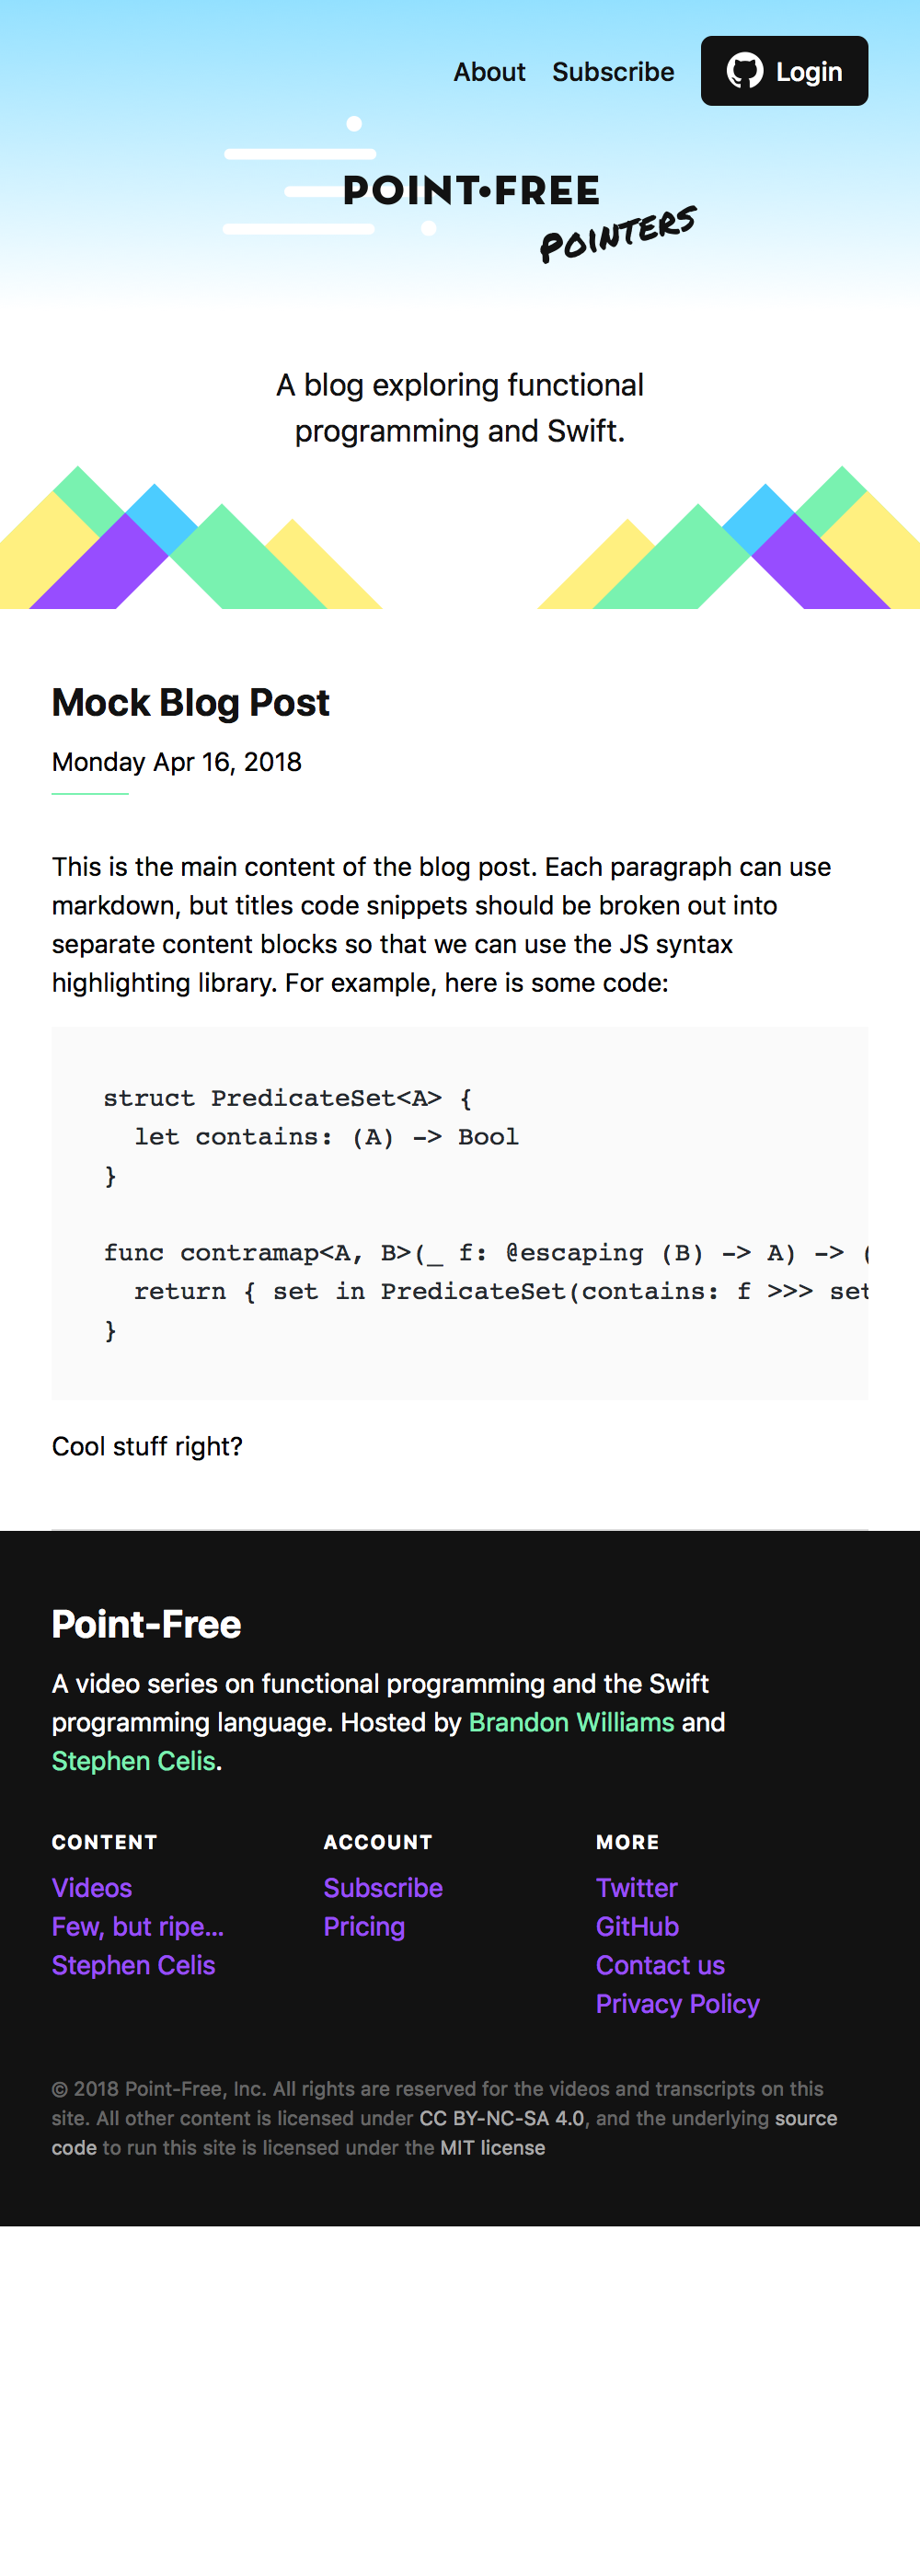 About Subscribe Login
POINT•FREE
POINTERS
A blog exploring functional
programming and Swift.
Mock Blog Post
Monday Apr 16, 2018
This is the main content of the blog post. Each paragraph can use
markdown, but titles code snippets should be broken out into
separate content blocks so that we can use the JS syntax
highlighting library. For example, here is some code:
struct PredicateSet<A> {
  let contains: (A) -> Bool
}
func contramap<A, B>(_ f: @escaping (B) -> A) -> (
  return { set in PredicateSet(contains: f >>> set
}
Cool stuff right?
Point-Free
A video series on functional programming and the Swift
programming language. Hosted by Brandon Williams and
Stephen Celis.
CONTENT
Videos
Few, but ripe...
Stephen Celis
ACCOUNT
Subscribe
Pricing
MORE
Twitter
GitHub
Contact us
Privacy Policy
© 2018 Point-Free, Inc. All rights are reserved for the videos and transcripts on this
site. All other content is licensed under CC BY-NC-SA 4.0, and the underlying source
code to run this site is licensed under the MIT license